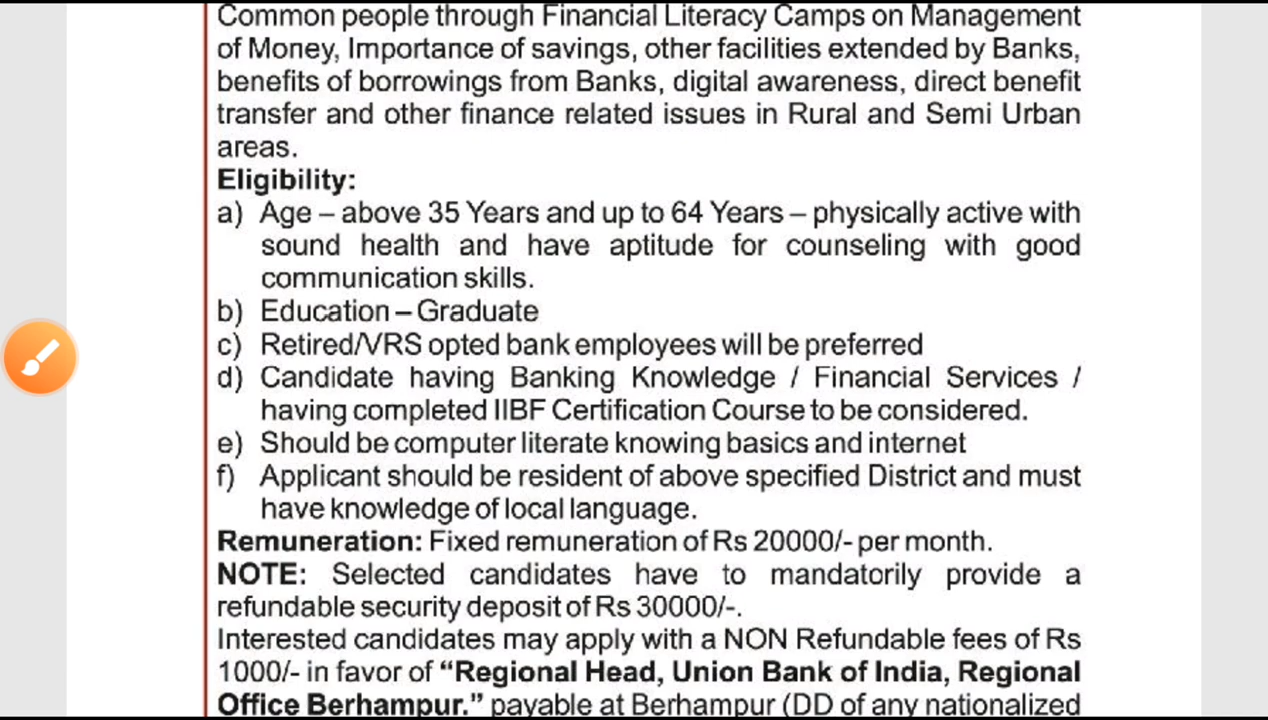 Common people through Financial Literacy Camps on Management
of Money, Importance of savings, other facilities extended by Banks,
benefits of borrowings from Banks, digital awareness, direct benefit
transfer and other finance related issues in Rural and Semi Urban
areas.
Eligibility:
a) Age – above 35 Years and up to 64 Years – physically active with
sound health and have aptitude for counseling with good
communication skills.
b) Education – Graduate
c) Retired/VRS opted bank employees will be preferred
d) Candidate having Banking Knowledge / Financial Services /
having completed IIBF Certification Course to be considered.
e) Should be computer literate knowing basics and internet
f) Applicant should be resident of above specified District and must
have knowledge of local language.
Remuneration: Fixed remuneration of Rs 20000/- per month.
NOTE: Selected candidates have to mandatorily provide a
refundable security deposit of Rs 30000/-.
Interested candidates may apply with a NON Refundable fees of Rs
1000/- in favor of “Regional Head, Union Bank of India, Regional
Office Berhampur.” payable at Berhampur (DD of any nationalized